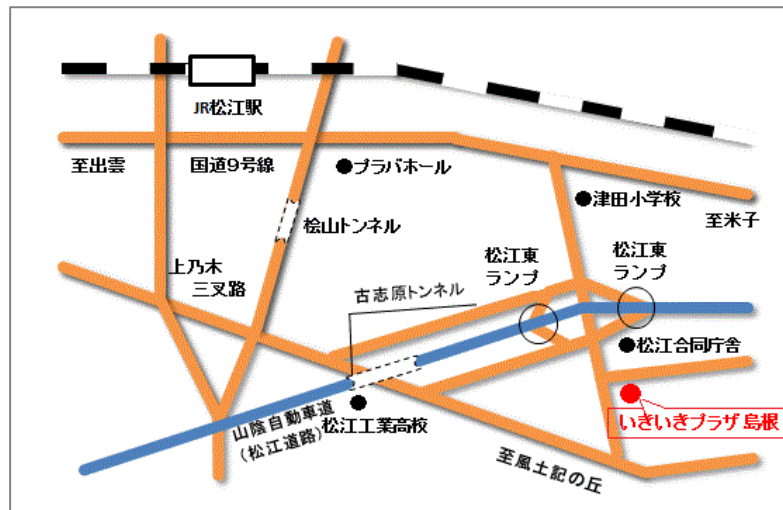 JR松江駅
至出雲
国道9号線
プラバホール
津田小学校
至米子
桧山トンネル
松江東
ランプ
松江東
ランプ
上乃木
三叉路
古志原トンネル
松江合同庁舎
いきいきプラザ島根
松江工業高校
山陰自動車道
(松江道路)
至風土記の丘